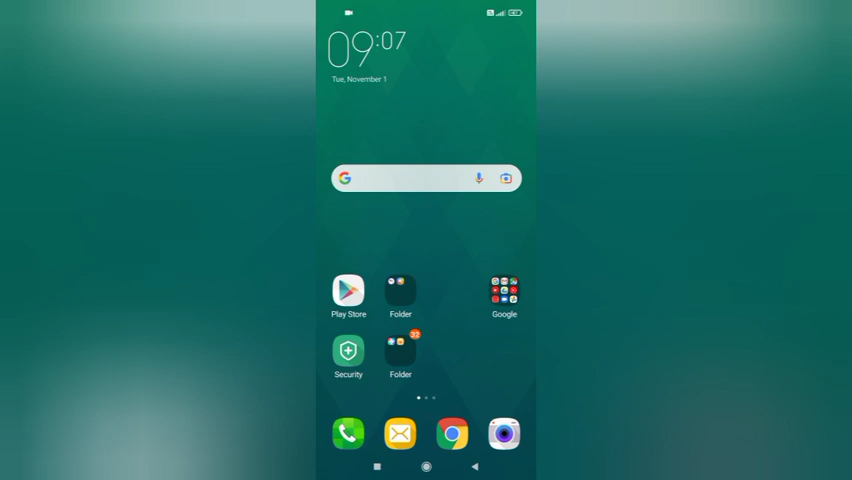 09:07
Tue, November 1
Play Store
Folder
Google
32
Security
Folder